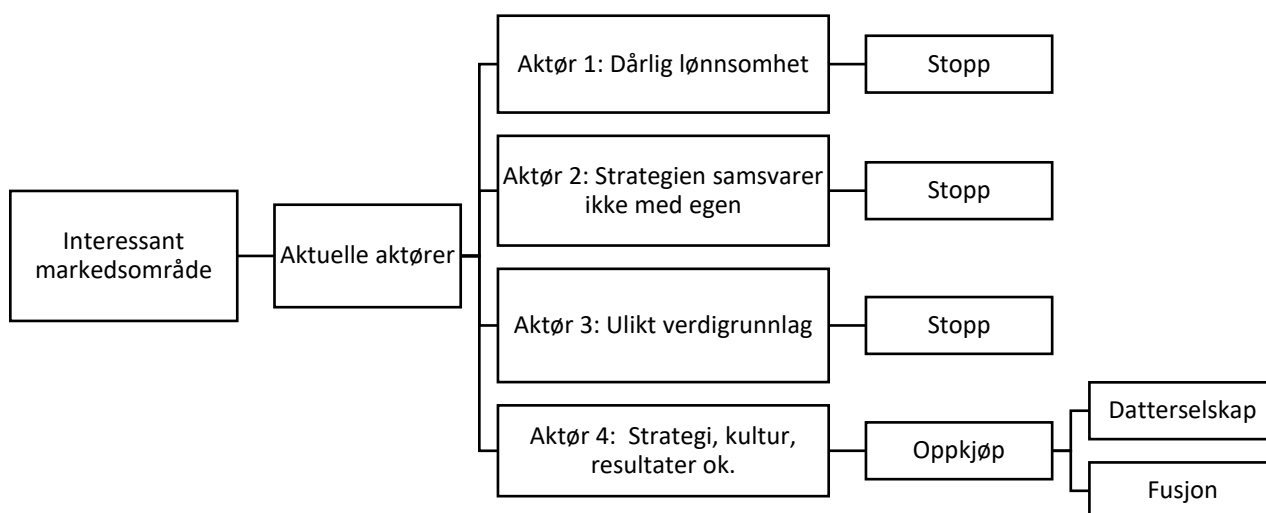 Interessant
markedsområde
Aktuelle aktører
Aktør 1: Dårlig lønnsomhet
Stopp
Aktør 2: Strategien samsvarer
ikke med egen
Stopp
Aktør 3: Ulikt verdigrunnlag
Stopp
Aktør 4:  Strategi, kultur,
resultater ok.
Oppkjøp
Datterselskap
Fusjon